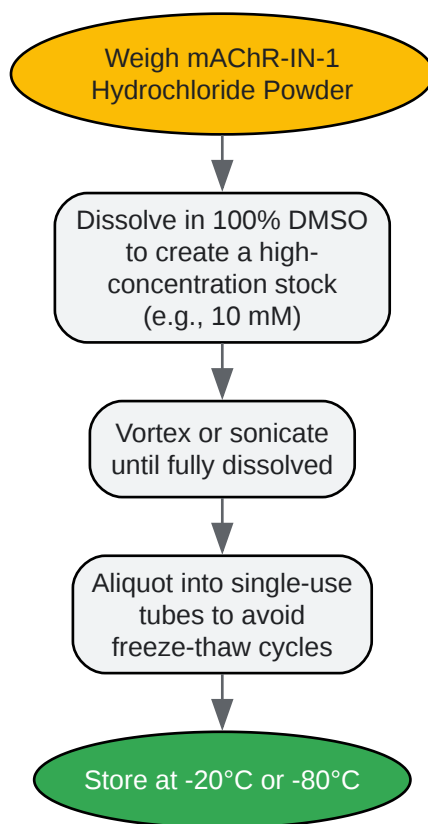 Weigh mAChR-IN-1
Hydrochloride Powder
Dissolve in 100% DMSO
to create a high-
concentration stock
(e.g., 10 mM)
Vortex or sonicate
until fully dissolved
Aliquot into single-use
tubes to avoid
freeze-thaw cycles
Store at -20°C or -80°C